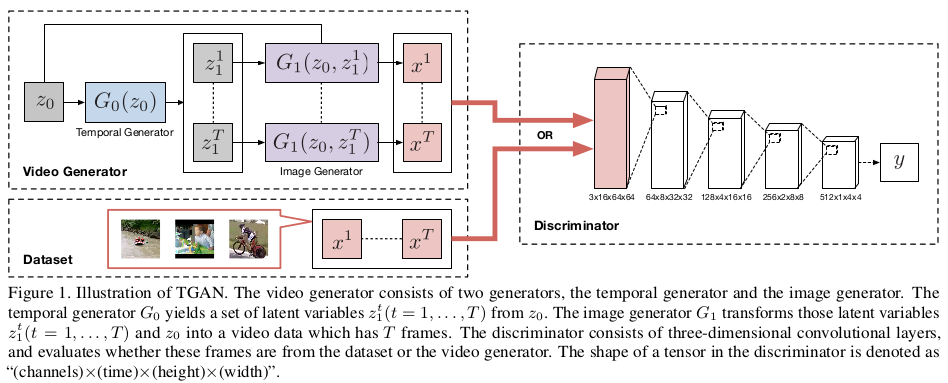 z_0
G_0(z_0)
Temporal Generator
z_1^1
z_1^T
G_1(z_0, z_1^1)
G_1(z_0, z_1^T)
Image Generator
x^1
x^T
Video Generator
Dataset
x^1
x^T
OR
3x16x64x64
64x8x32x32
128x4x16x16
256x2x8x8
512x1x4x4
y
Discriminator
Figure 1. Illustration of TGAN. The video generator consists of two generators, the temporal generator and the image generator. The
temporal generator G_0 yields a set of latent variables z_1^t(t = 1, . . . , T) from z_0. The image generator G_1 transforms those latent variables
z_1^t(t = 1, . . . , T) and z_0 into a video data which has T frames. The discriminator consists of three-dimensional convolutional layers,
and evaluates whether these frames are from the dataset or the video generator. The shape of a tensor in the discriminator is denoted as
“(channels)×(time)×(height)×(width)”.